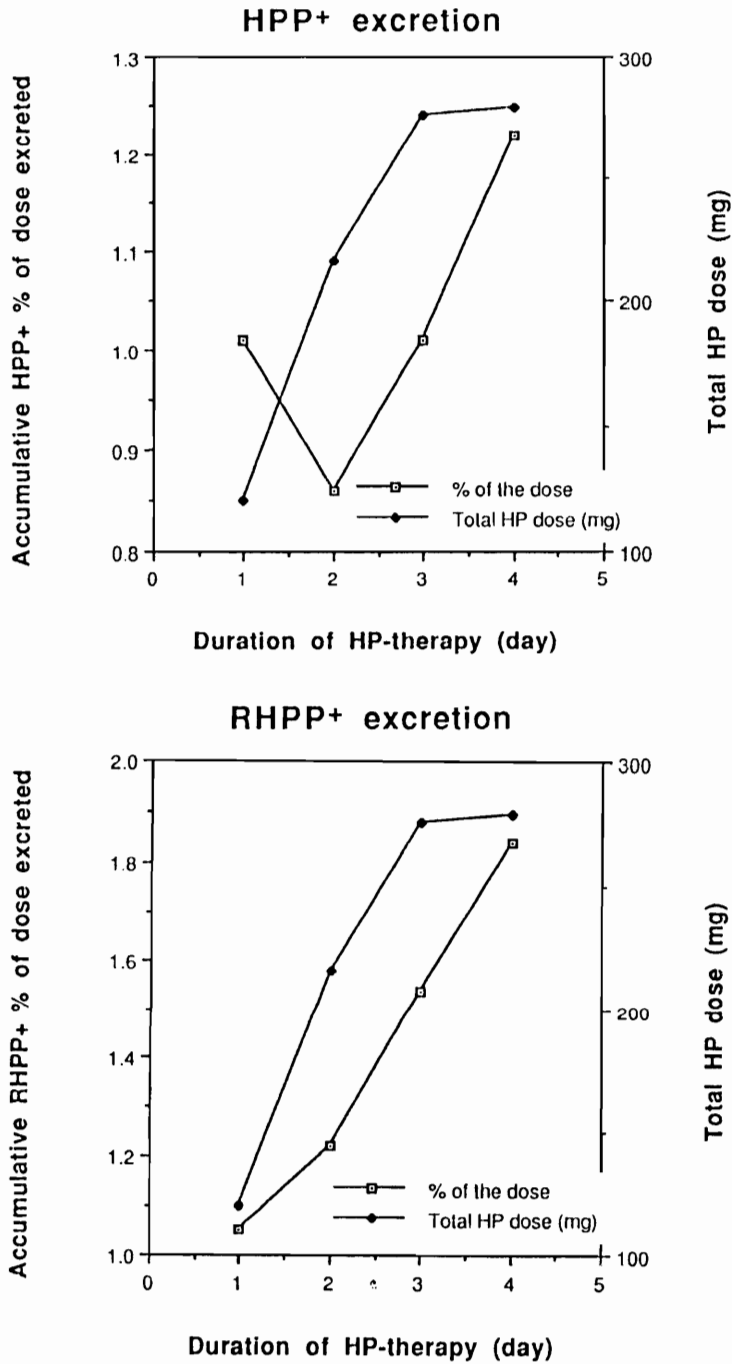 HPP+ excretion
Accumulative HPP+ % of dose excreted
1.3
1.2
1.1
1.0
0.9
0.8
300
200
100
Total HP dose (mg)
% of the dose
Total HP dose (mg)
0 1 2 3 4 5
Duration of HP-therapy (day)
RHPP+ excretion
Accumulative RHPP+ % of dose excreted
2.0
1.8
1.6
1.4
1.2
1.0
300
200
100
Total HP dose (mg)
% of the dose
Total HP dose (mg)
0 1 2 3 4 5
Duration of HP-therapy (day)